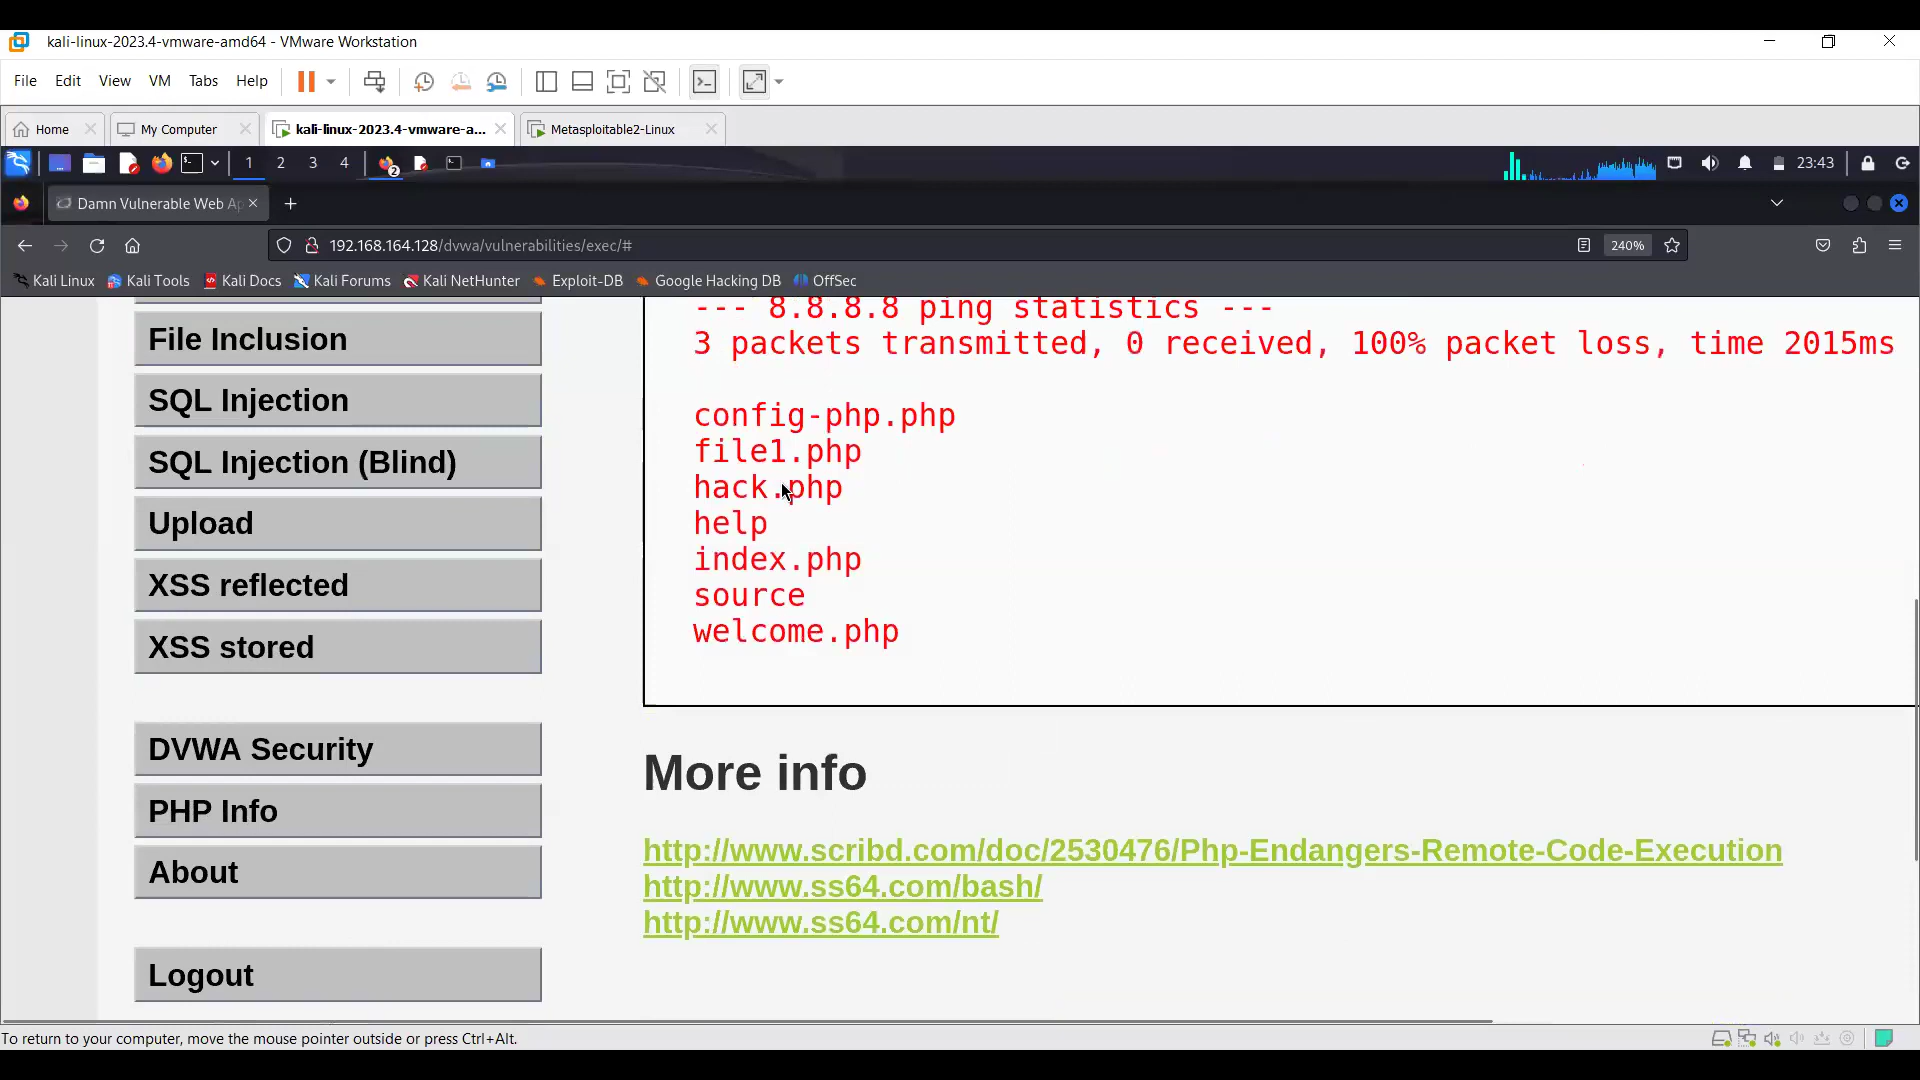 kali-linux-2023.4-vmware-amd64 - VMware Workstation
File Edit View VM Tabs Help
Home My Computer kali-linux-2023.4-vmware-a... Metasploitable2-Linux
1 2 3 4 2 23:43
Damn Vulnerable Web Ap
192.168.164.128/dvwa/vulnerabilities/exec/# 240%
Kali Linux Kali Tools Kali Docs Kali Forums Kali NetHunter Exploit-DB Google Hacking DB OffSec
File Inclusion
SQL Injection
SQL Injection (Blind)
Upload
XSS reflected
XSS stored
DVWA Security
PHP Info
About
Logout
--- 8.8.8.8 ping statistics ---
3 packets transmitted, 0 received, 100% packet loss, time 2015ms
config-php.php
file1.php
hack.php
help
index.php
source
welcome.php
More info
http://www.scribd.com/doc/2530476/Php-Endangers-Remote-Code-Execution
http://www.ss64.com/bash/
http://www.ss64.com/nt/
To return to your computer, move the mouse pointer outside or press Ctrl+Alt.